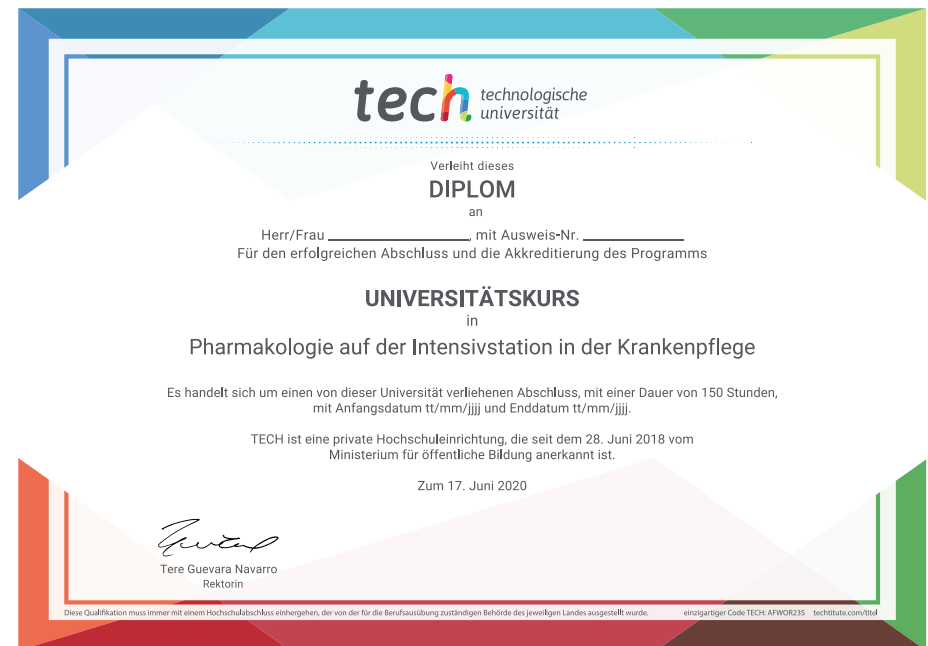 tech technologische
universität
Verleiht dieses
DIPLOM
an
Herr/Frau ____________________, mit Ausweis-Nr. ______________
Für den erfolgreichen Abschluss und die Akkreditierung des Programms
UNIVERSITÄTSKURS
in
Pharmakologie auf der Intensivstation in der Krankenpflege
Es handelt sich um einen von dieser Universität verliehenen Abschluss, mit einer Dauer von 150 Stunden,
mit Anfangsdatum tt/mm/jjjj und Enddatum tt/mm/jjjj.
TECH ist eine private Hochschuleinrichtung, die seit dem 28. Juni 2018 vom
Ministerium für öffentliche Bildung anerkannt ist.
Zum 17. Juni 2020
Tere Guevara Navarro
Rektorin
Diese Qualifikation muss immer mit einem Hochschulabschluss einhergehen, der von der für die Berufsausübung zuständigen Behörde des jeweiligen Landes ausgestellt wurde. einzigartiger Code TECH: AFWOR23S techtitute.com/titel